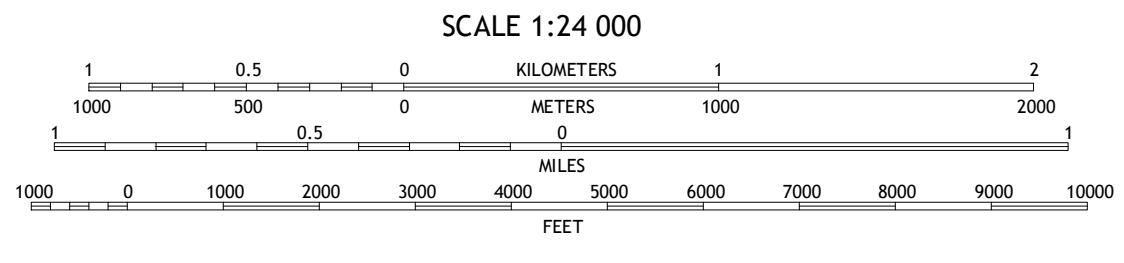 SCALE 1:24 000
1 0.5 0 KILOMETERS 1 2
1000 500 0 METERS 1000 2000
1 0.5 0 1
MILES
1000 0 1000 2000 3000 4000 5000 6000 7000 8000 9000 10000
FEET